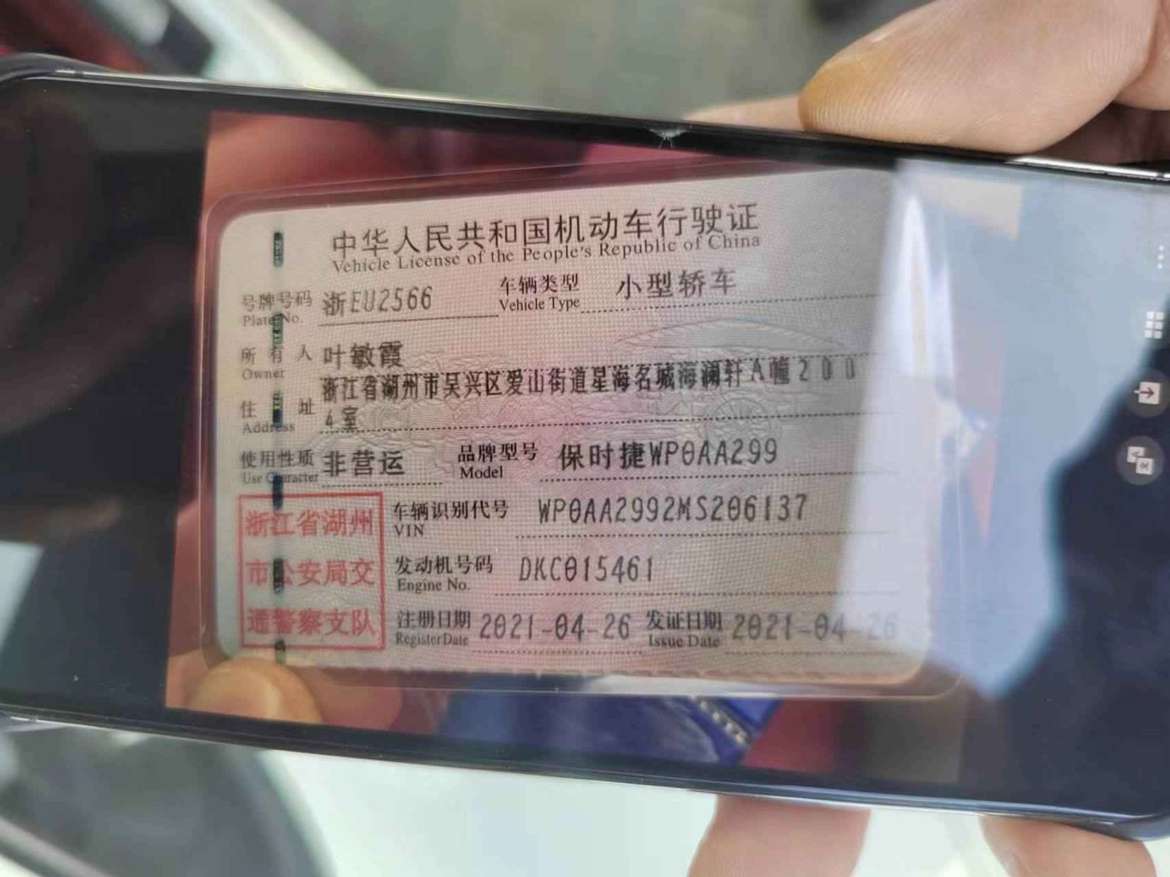 中华人民共和国机动车行驶证
Vehicle License of the People's Republic of China
号牌号码 浙EU2566 车辆类型 小型轿车
Plate No. Vehicle Type
所有人 叶敏霞
Owner
浙江省湖州市吴兴区爱山街道星海名城海澜轩A幢200
住址 4室
Address
使用性质 非营运 品牌型号 保时捷WP0AA299
Use Character Model
浙江省湖州
市公安局交
通警察支队
车辆识别代号 WP0AA2992MS206137
VIN
发动机号码 DKC015461
Engine No.
注册日期 2021-04-26 发证日期 2021-04-26
Register Date Issue Date